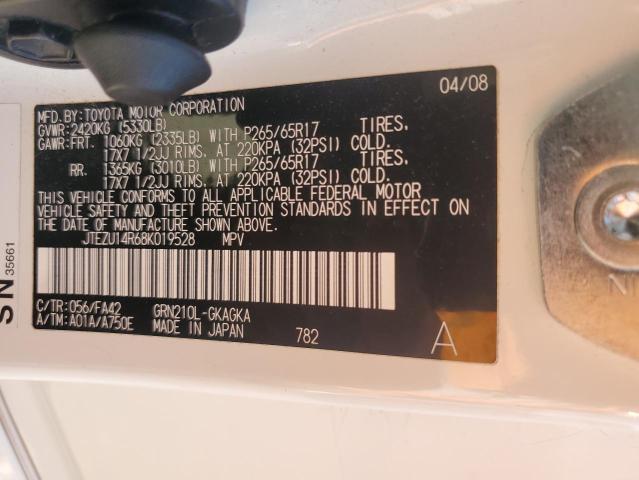 MFD.BY:TOYOTA MOTOR CORPORATION 04/08
GVWR:2420KG (5330LB)
GAWR:FRT. 1060KG (2335LB) WITH P265/65R17 TIRES.
17X7 1/2JJ RIMS. AT 220KPA (32PSI) COLD.
RR. 1365KG (3010LB) WITH P265/65R17 TIRES.
17X7 1/2JJ RIMS. AT 220KPA (32PSI) COLD.
THIS VEHICLE CONFORMS TO ALL APPLICABLE FEDERAL MOTOR
VEHICLE SAFETY AND THEFT PREVENTION STANDARDS IN EFFECT ON
THE DATE OF MANUFACTURE SHOWN ABOVE.
JTEZU14R68K019528 MPV
C/TR:056/FA42 GRN210L-GKAGKA
A/TM:A01A/A750E MADE IN JAPAN 782 A
SN 35661